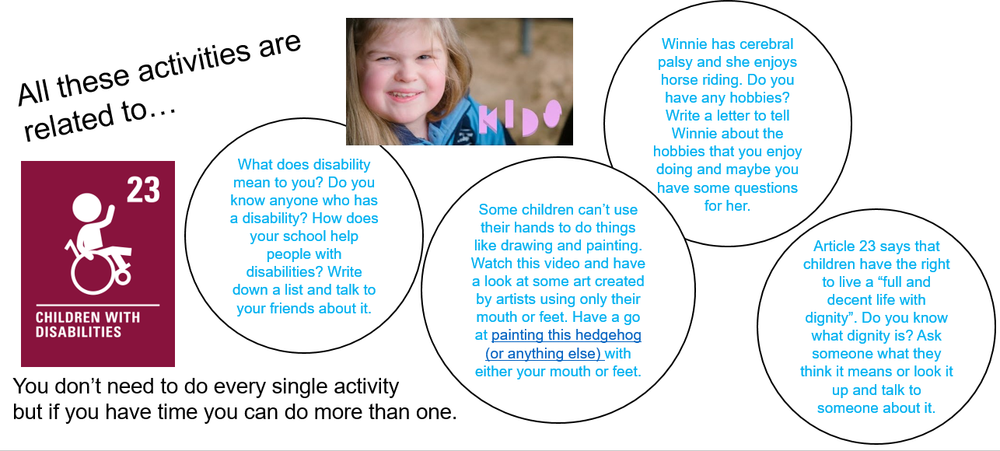 All these activities are
related to…
KIDS
23
CHILDREN WITH
DISABILITIES
What does disability
mean to you? Do you
know anyone who has
a disability? How does
your school help
people with
disabilities? Write
down a list and talk to
your friends about it.
Some children can’t use
their hands to do things
like drawing and painting.
Watch this video and have
a look at some art created
by artists using only their
mouth or feet. Have a go
at painting this hedgehog
(or anything else) with
either your mouth or feet.
Winnie has cerebral
palsy and she enjoys
horse riding. Do you
have any hobbies?
Write a letter to tell
Winnie about the
hobbies that you enjoy
doing and maybe you
have some questions
for her.
Article 23 says that
children have the right
to live a “full and
decent life with
dignity”. Do you know
what dignity is? Ask
someone what they
think it means or look it
up and talk to
someone about it.
You don’t need to do every single activity
but if you have time you can do more than one.